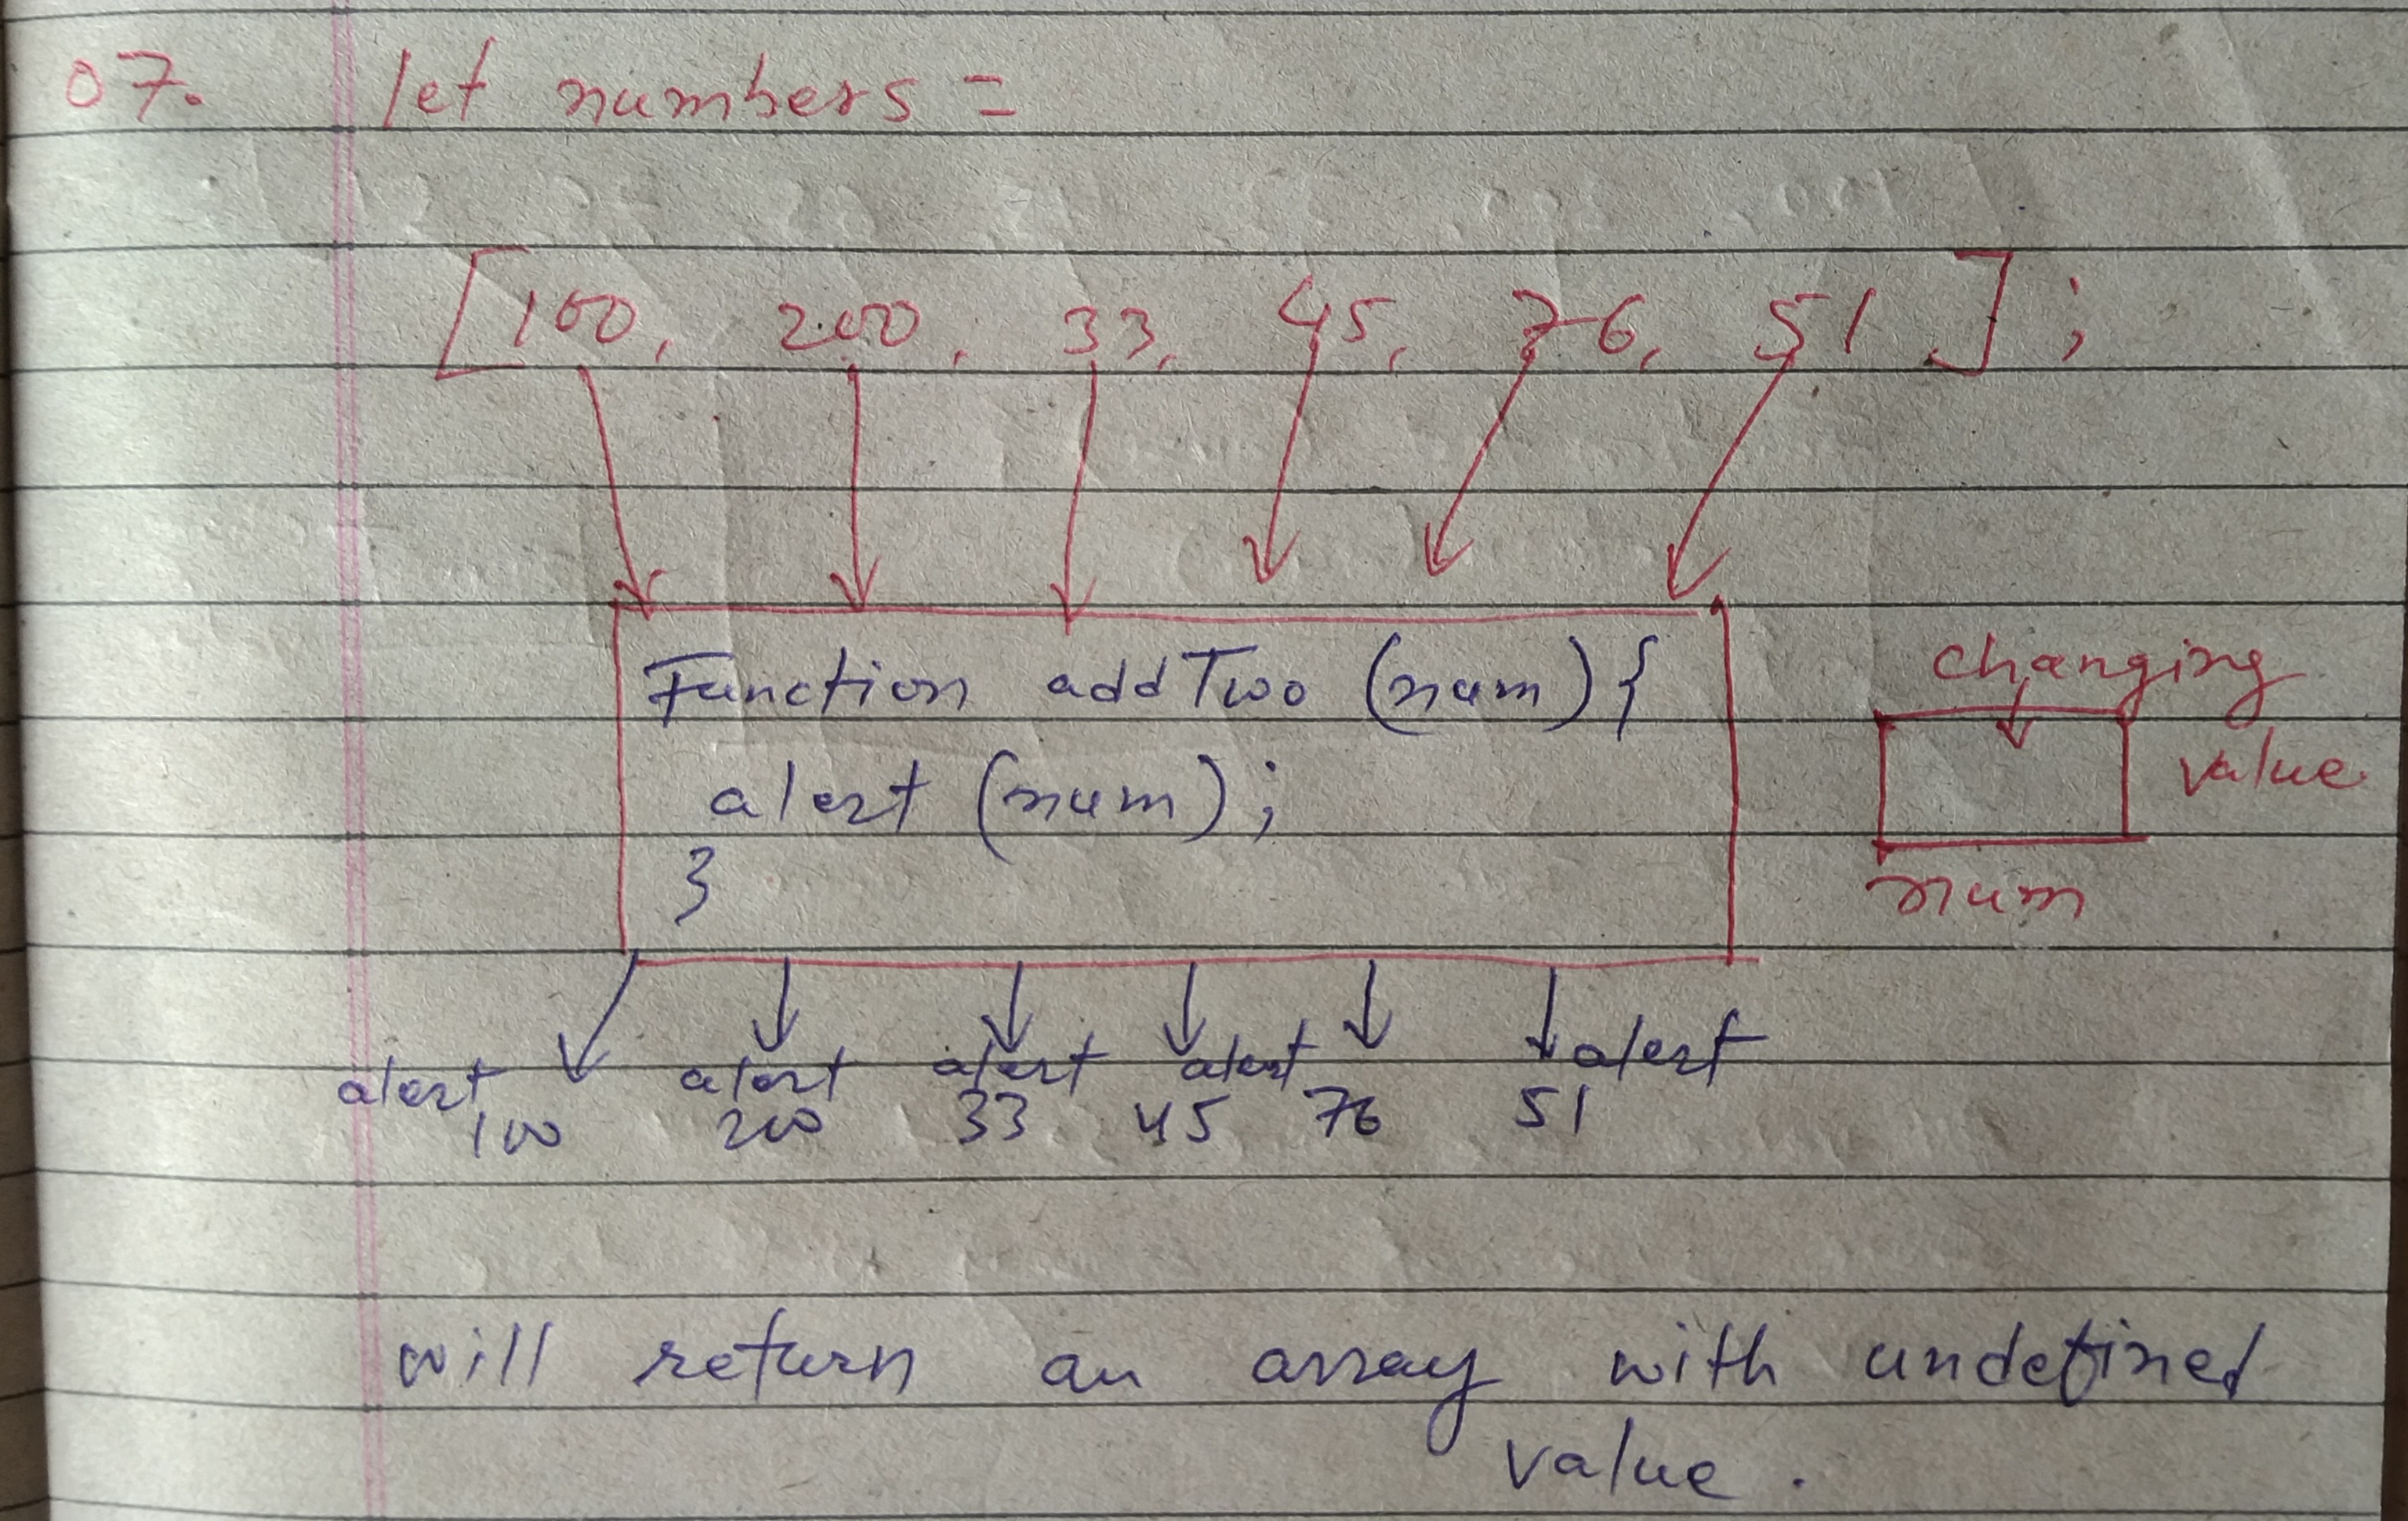 07. let numbers =
[100, 200, 33, 45, 76, 51];
Function addTwo (num) {
alert (num);
}
changing
value
num
alert alert alert alert alert
100 200 33 45 76 51
will return an array with undefined
value.